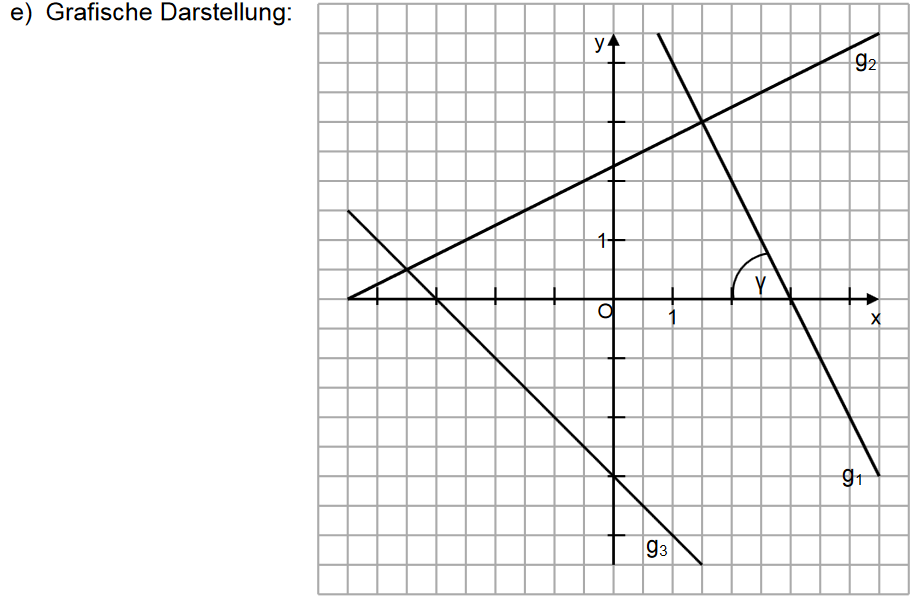 e) Grafische Darstellung:
y
g₂
1
γ
O
1
x
g₁
g₃